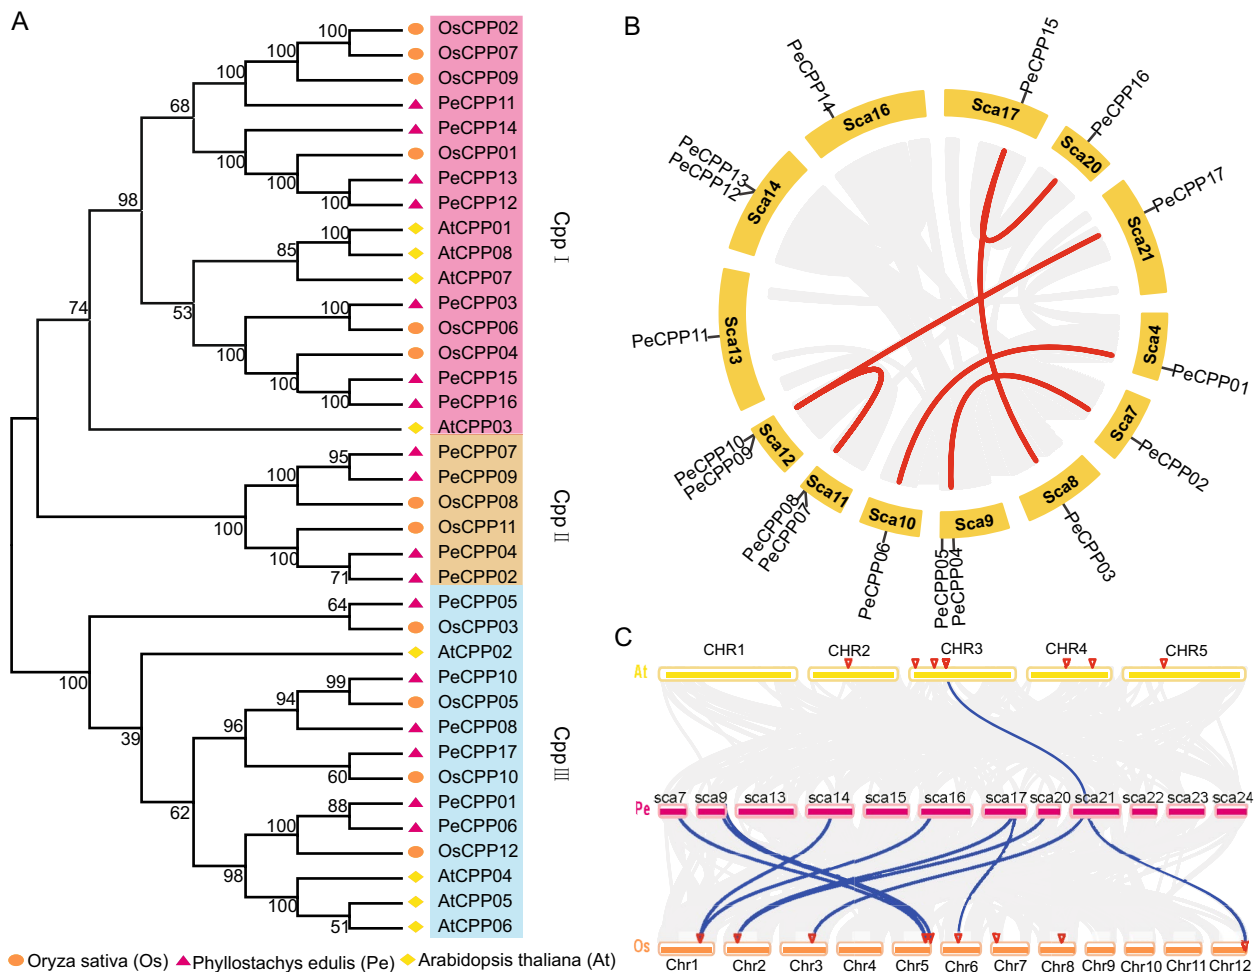 A
OsCPP02
OsCPP07
OsCPP09
PeCPP11
PeCPP14
OsCPP01
PeCPP13
PeCPP12
AtCPP01
AtCPP08
AtCPP07
PeCPP03
OsCPP06
OsCPP04
PeCPP15
PeCPP16
AtCPP03
PeCPP07
PeCPP09
OsCPP08
OsCPP11
PeCPP04
PeCPP02
PeCPP05
OsCPP03
AtCPP02
PeCPP10
OsCPP05
PeCPP08
PeCPP17
OsCPP10
PeCPP01
PeCPP06
OsCPP12
AtCPP04
AtCPP05
AtCPP06
100
100
100
68
100
100
100
98
100
85
53
100
100
100
100
74
95
100
100
100
71
64
100
39
99
94
96
60
62
88
100
98
100
51
Cpp Ⅰ
Cpp Ⅱ
Cpp Ⅲ
Oryza sativa (Os)
Phyllostachys edulis (Pe)
Arabidopsis thaliana (At)
B
PeCPP15
PeCPP16
PeCPP17
PeCPP01
PeCPP02
PeCPP03
PeCPP04
PeCPP05
PeCPP06
PeCPP07
PeCPP08
PeCPP09
PeCPP10
PeCPP11
PeCPP12
PeCPP13
PeCPP14
Sca17
Sca20
Sca21
Sca4
Sca7
Sca8
Sca9
Sca10
Sca11
Sca12
Sca13
Sca14
Sca16
C
CHR1 CHR2 CHR3 CHR4 CHR5
At
sca7 sca9 sca13 sca14 sca15 sca16 sca17 sca20 sca21 sca22 sca23 sca24
Pe
Os
Chr1 Chr2 Chr3 Chr4 Chr5 Chr6 Chr7 Chr8 Chr9 Chr10 Chr11 Chr12